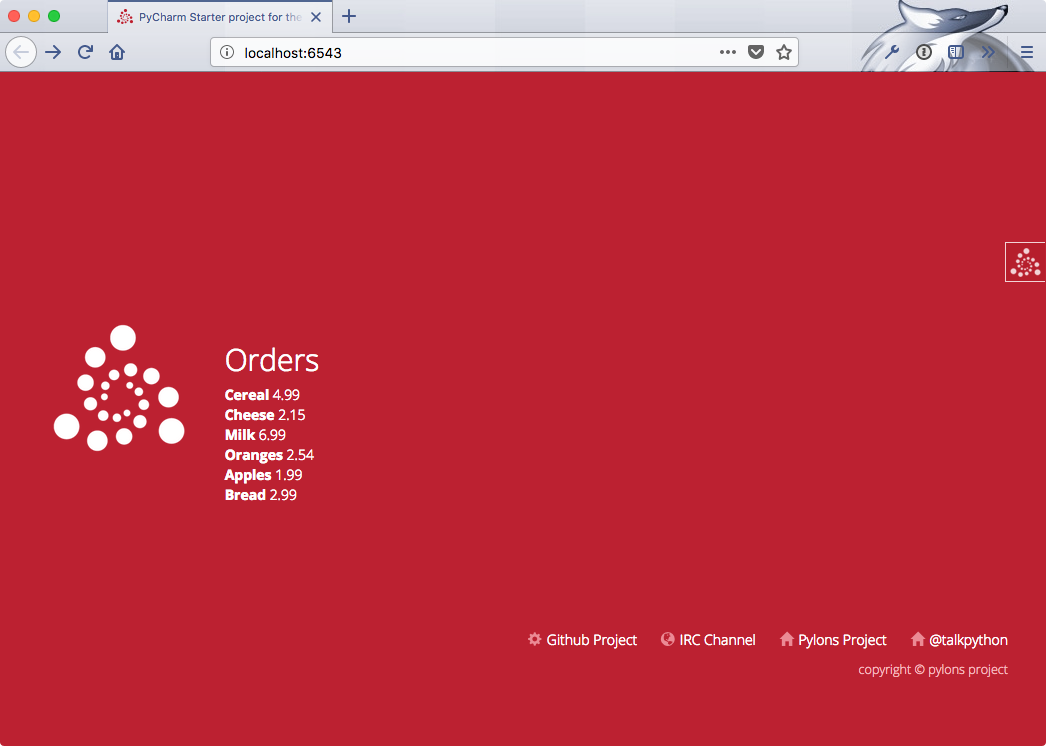 PyCharm Starter project for the
localhost:6543
Orders
Cereal 4.99
Cheese 2.15
Milk 6.99
Oranges 2.54
Apples 1.99
Bread 2.99
Github Project IRC Channel Pylons Project @talkpython
copyright © pylons project